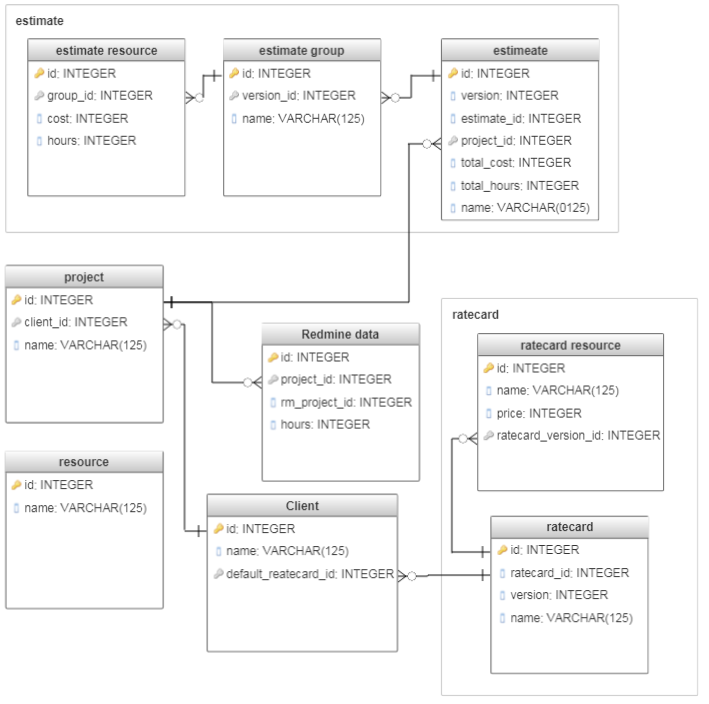 estimate
estimate resource
id: INTEGER
group_id: INTEGER
cost: INTEGER
hours: INTEGER
estimate group
id: INTEGER
version_id: INTEGER
name: VARCHAR(125)
estimeate
id: INTEGER
version: INTEGER
estimate_id: INTEGER
project_id: INTEGER
total_cost: INTEGER
total_hours: INTEGER
name: VARCHAR(0125)
project
id: INTEGER
client_id: INTEGER
name: VARCHAR(125)
Redmine data
id: INTEGER
project_id: INTEGER
rm_project_id: INTEGER
hours: INTEGER
ratecard
ratecard resource
id: INTEGER
name: VARCHAR(125)
price: INTEGER
ratecard_version_id: INTEGER
resource
id: INTEGER
name: VARCHAR(125)
Client
id: INTEGER
name: VARCHAR(125)
default_reatecard_id: INTEGER
ratecard
id: INTEGER
ratecard_id: INTEGER
version: INTEGER
name: VARCHAR(125)